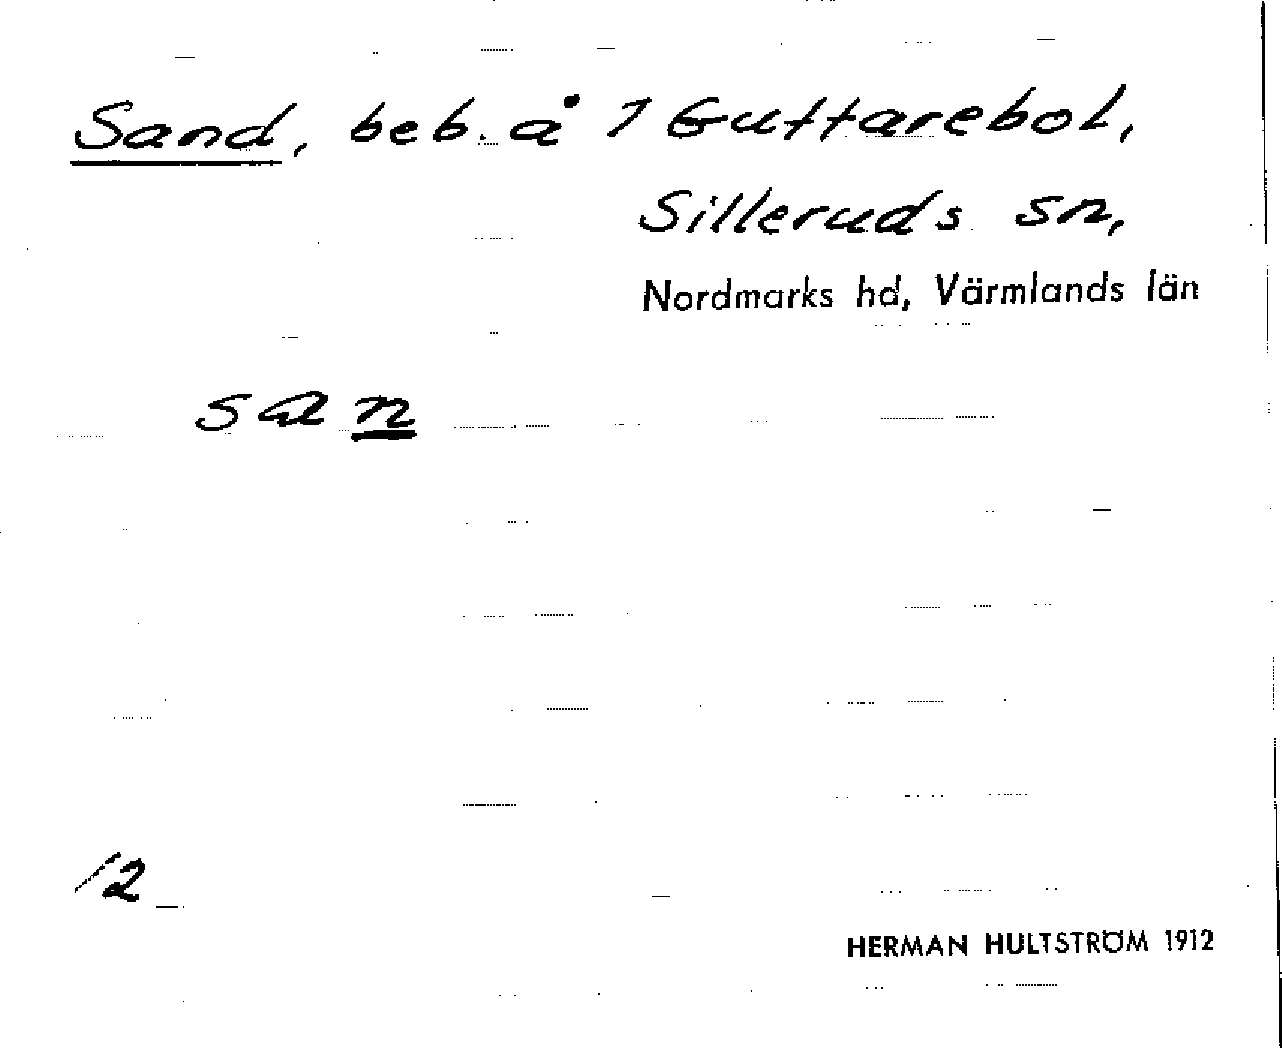 Sand, beb. å 1 Guttarebol,
Silleruds sn,
Nordmarks hd, Värmlands län
san
12
HERMAN HULTSTRÖM 1912